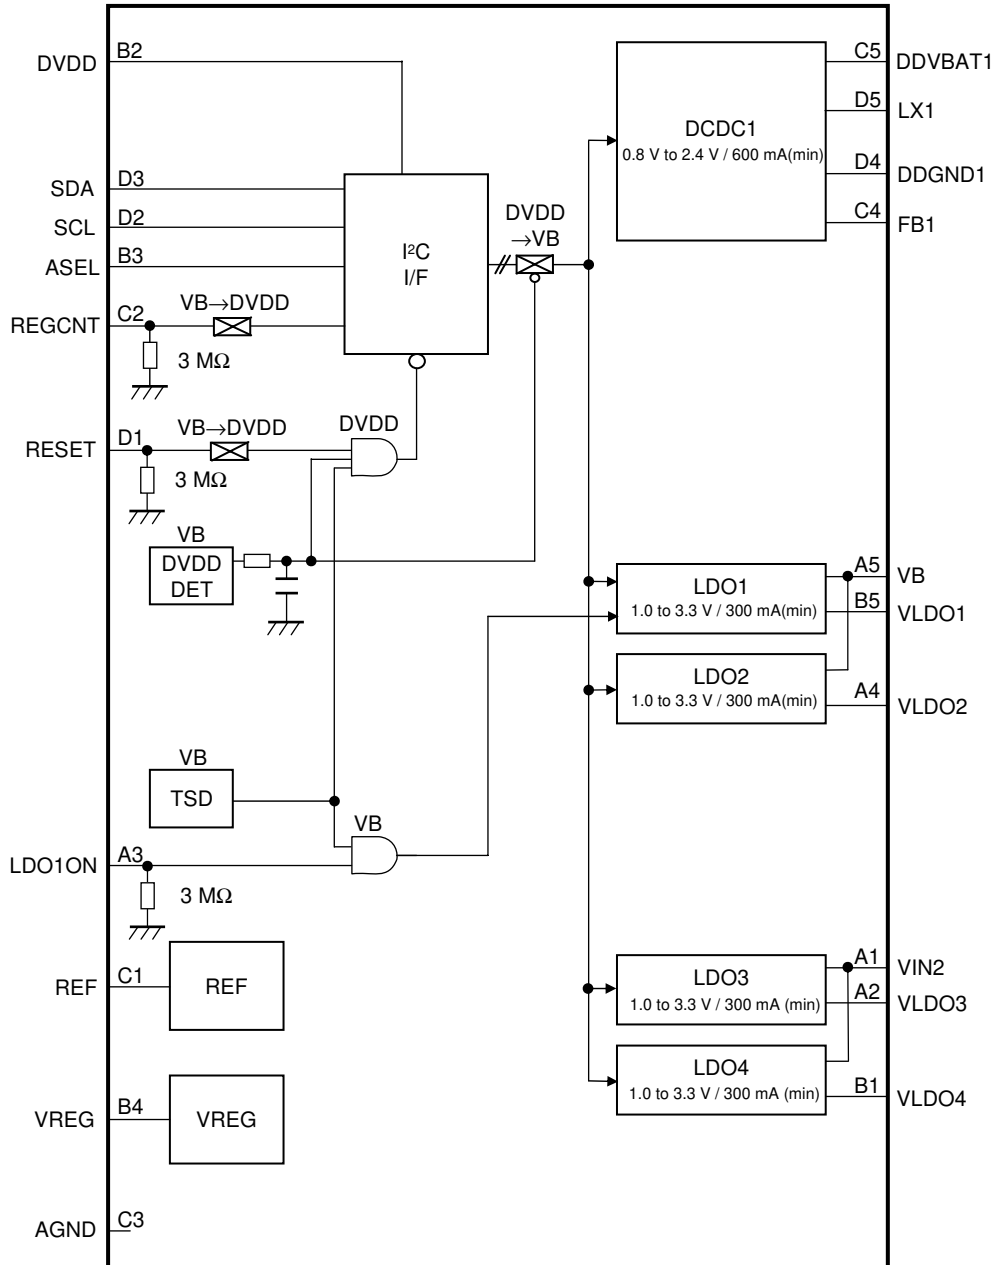 DVDD B2
SDA D3
SCL D2
ASEL B3
REGCNT C2
VB→DVDD
3 MΩ
I²C
I/F
DVDD
→VB
RESET D1
VB→DVDD
3 MΩ
DVDD
VB
DVDD
DET
VB
TSD
VB
LDO1ON A3
3 MΩ
REF C1
REF
VREG B4
VREG
AGND C3
DCDC1
0.8 V to 2.4 V / 600 mA(min)
C5 DDVBAT1
D5 LX1
D4 DDGND1
C4 FB1
LDO1
1.0 to 3.3 V / 300 mA(min)
A5 VB
B5 VLDO1
LDO2
1.0 to 3.3 V / 300 mA(min)
A4 VLDO2
LDO3
1.0 to 3.3 V / 300 mA (min)
A1 VIN2
A2 VLDO3
LDO4
1.0 to 3.3 V / 300 mA (min)
B1 VLDO4